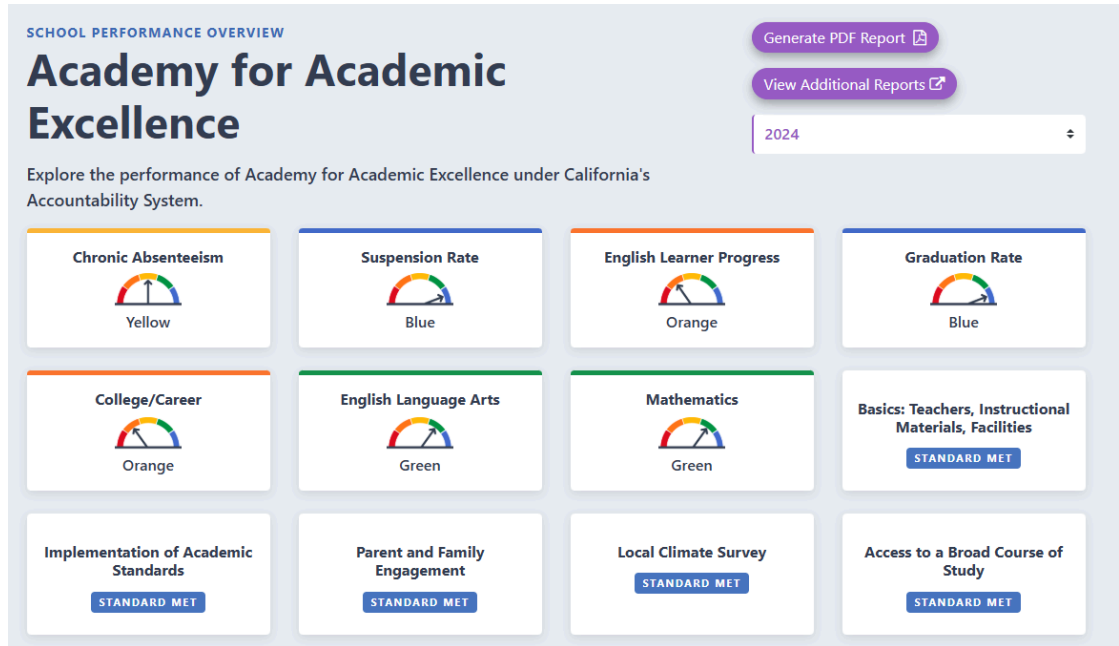 SCHOOL PERFORMANCE OVERVIEW
Academy for Academic
Excellence
Explore the performance of Academy for Academic Excellence under California's
Accountability System.
Generate PDF Report
View Additional Reports
2024
Chronic Absenteeism
Yellow
Suspension Rate
Blue
English Learner Progress
Orange
Graduation Rate
Blue
College/Career
Orange
English Language Arts
Green
Mathematics
Green
Basics: Teachers, Instructional
Materials, Facilities
STANDARD MET
Implementation of Academic
Standards
STANDARD MET
Parent and Family
Engagement
STANDARD MET
Local Climate Survey
STANDARD MET
Access to a Broad Course of
Study
STANDARD MET